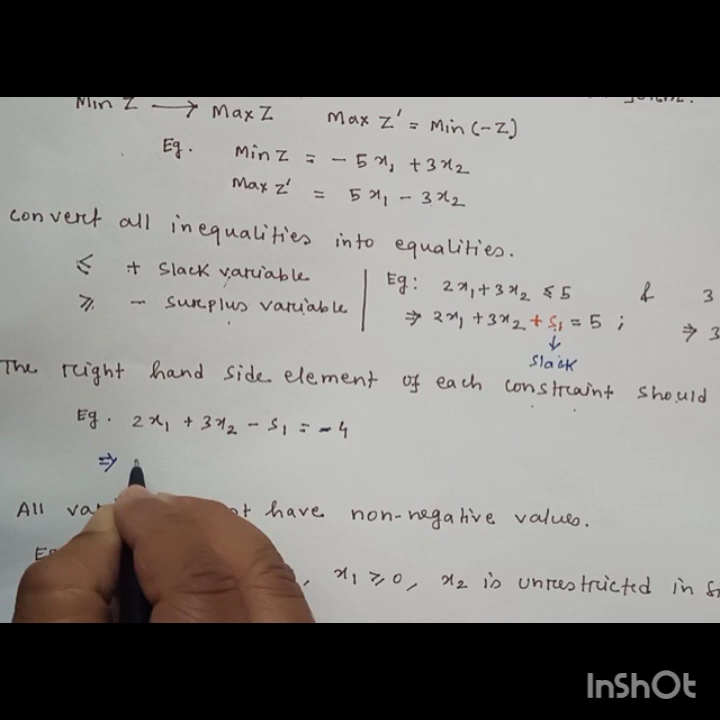 Min Z → Max Z Max Z' = Min (-Z)
Eg. Min Z = - 5x₁ + 3x₂
Max Z' = 5x₁ - 3x₂
convert all inequalities into equalities.
≤ + slack variable
≥ - surplus variable
Eg: 2x₁ + 3x₂ ≤ 5 & 3
⇒ 2x₁ + 3x₂ + S₁ = 5 ; ⇒ 3
↓
slack
The right hand side element of each constraint should
Eg. 2x₁ + 3x₂ - S₁ = -4
⇒
All have non-negative values.
, x₁ ≥ 0, x₂ is unrestricted in
InShOt